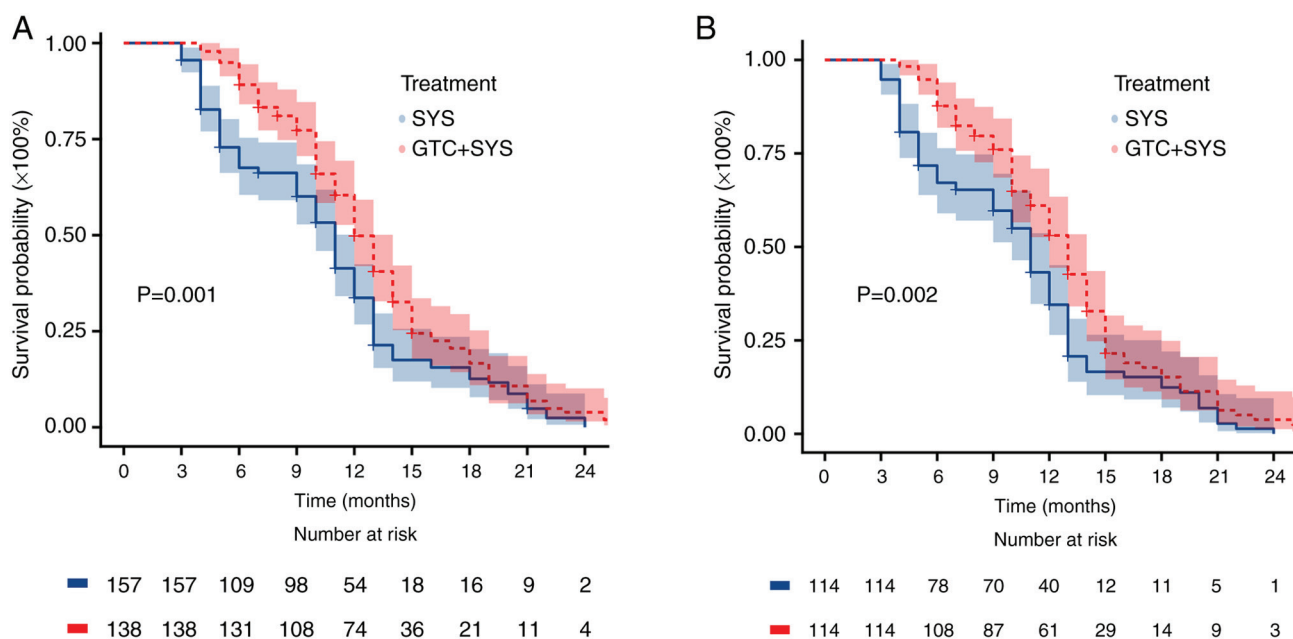 A
1.00
0.75
0.50
0.25
0.00
Survival probability (×100%)
Treatment
SYS
GTC+SYS
P=0.001
0 3 6 9 12 15 18 21 24
Time (months)
Number at risk
157 157 109 98 54 18 16 9 2
138 138 131 108 74 36 21 11 4
B
1.00
0.75
0.50
0.25
0.00
Survival probability (×100%)
Treatment
SYS
GTC+SYS
P=0.002
0 3 6 9 12 15 18 21 24
Time (months)
Number at risk
114 114 78 70 40 12 11 5 1
114 114 108 87 61 29 14 9 3